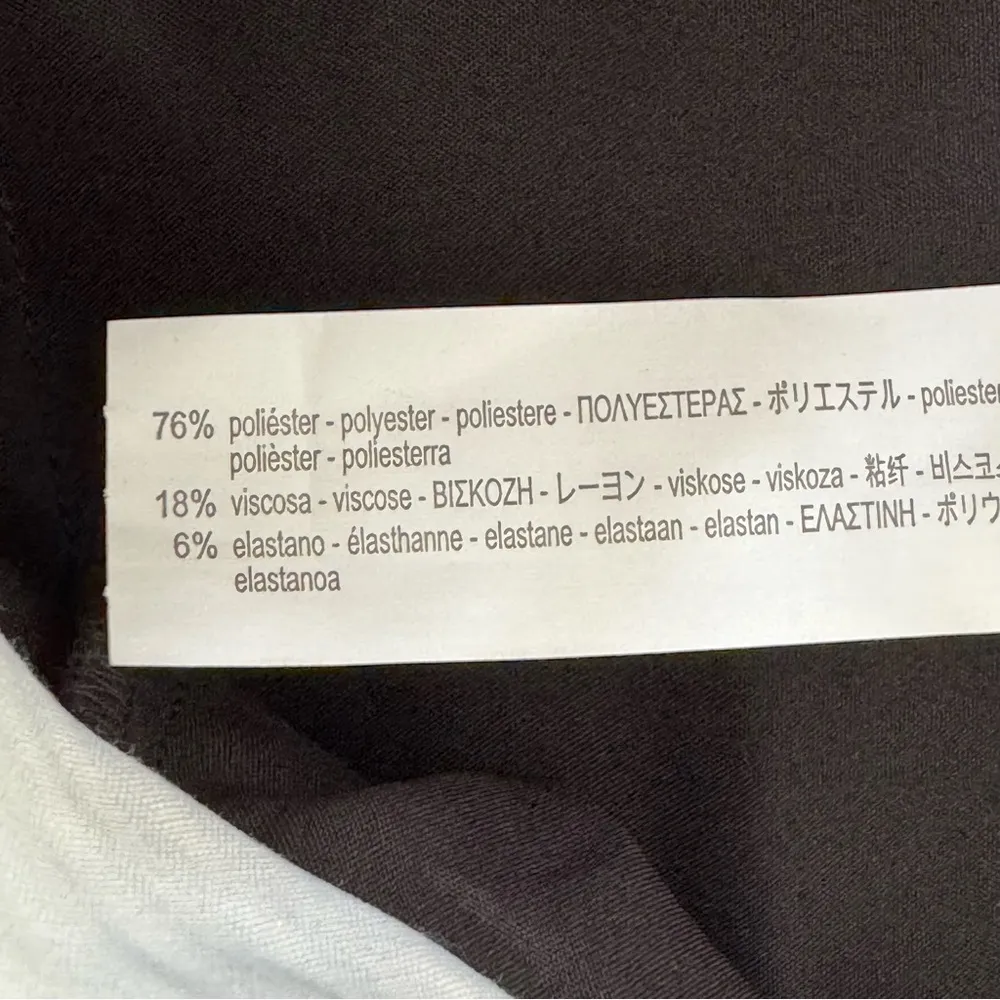 76% poliéster - polyester - poliestere - ΠΟΛΥΕΣΤΕΡΑΣ - ポリエステル - poliester
polièster - poliesterra
18% viscosa - viscose - ΒΙΣΚΟΖΗ - レーヨン - viskose - viskoza - 粘纤 - 비스코
6% elastano - élasthanne - elastane - elastaan - elastan - ΕΛΑΣΤΙΝΗ - ポリウ
elastanoa